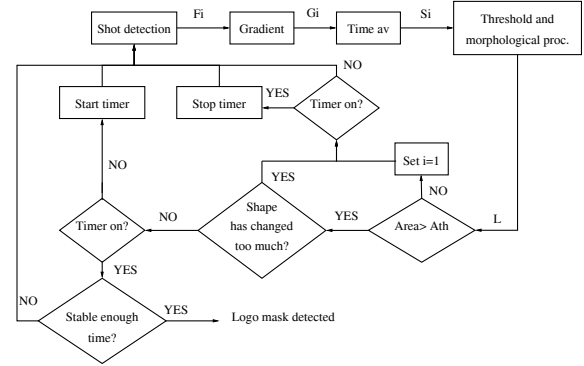 Shot detection
Fi
Gradient
Gi
Time av
Si
Threshold and
morphological proc.
NO
Start timer
Stop timer
YES
Timer on?
NO
YES
Set i=1
NO
Timer on?
NO
Shape
has changed
too much?
YES
Area> Ath
L
YES
NO
Stable enough
time?
YES
Logo mask detected